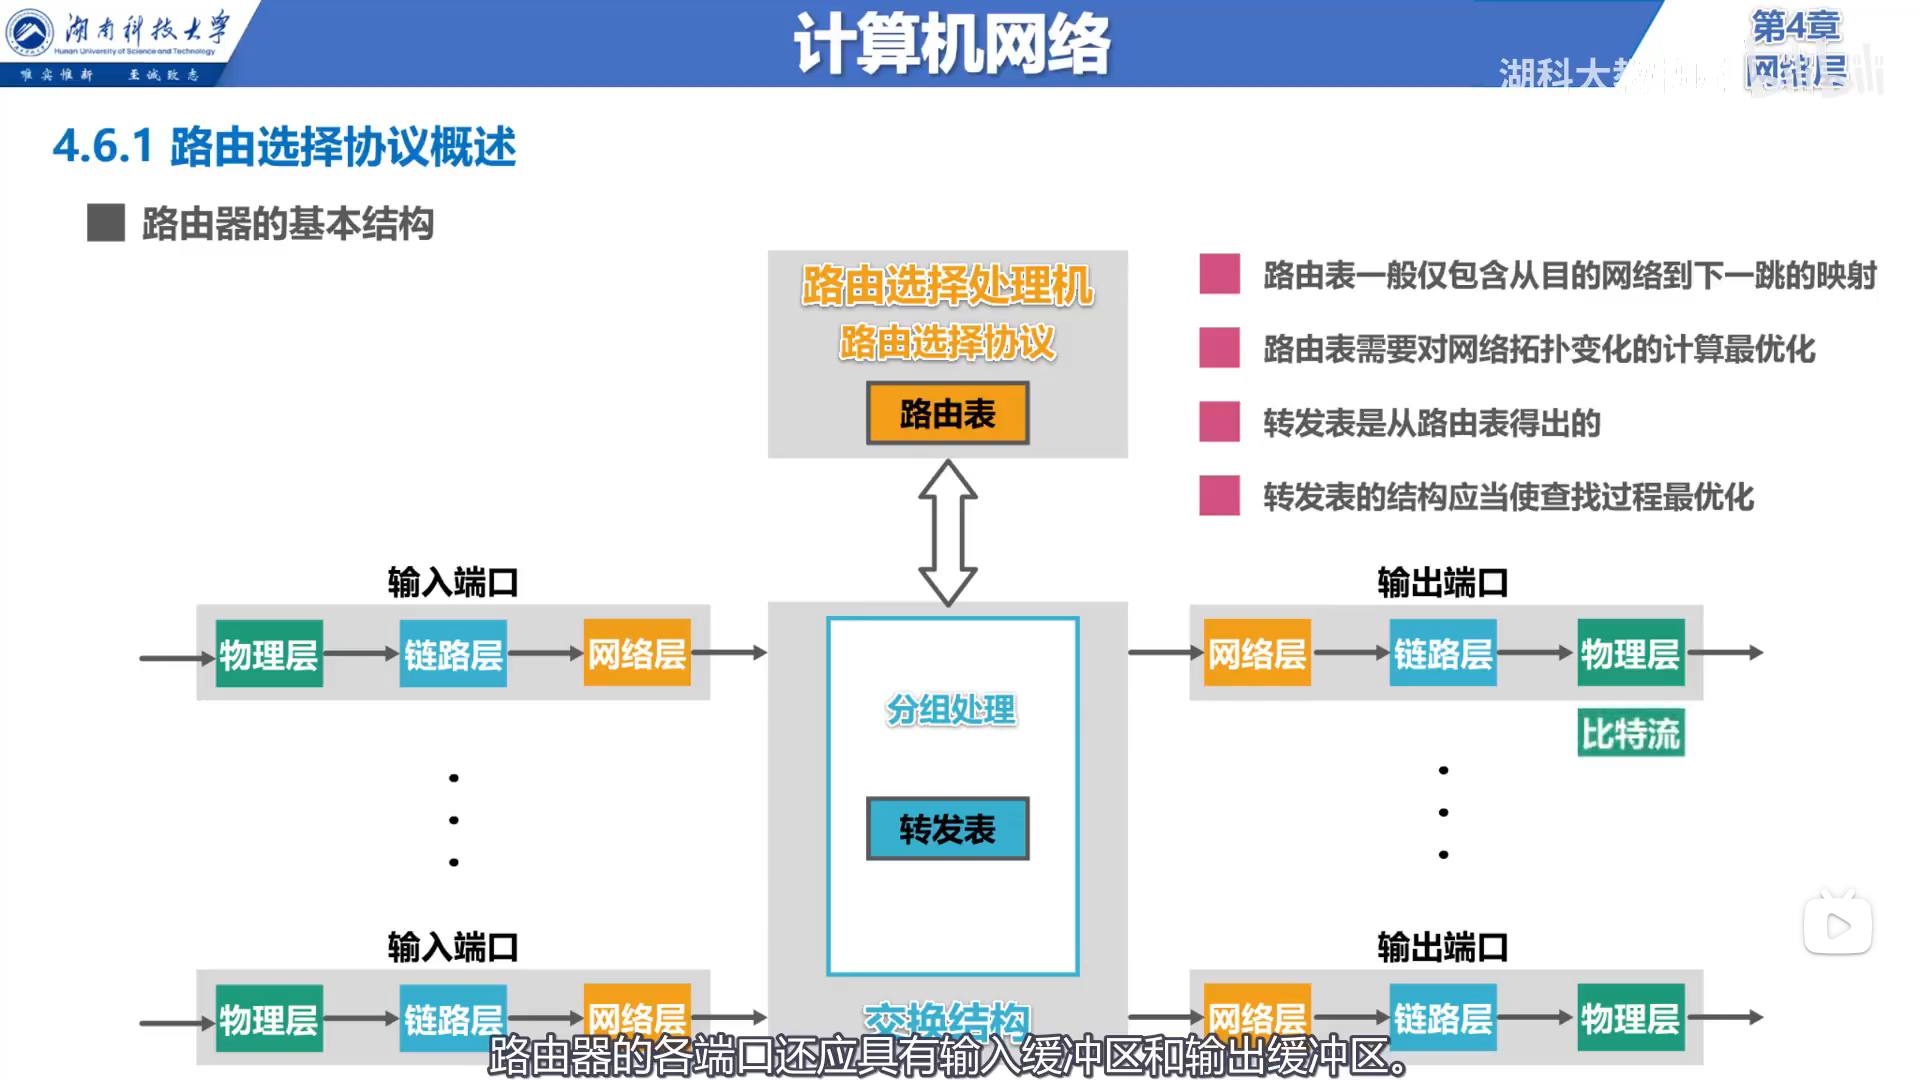 湖南科技大学
Hunan University of Science and Technology
唯实惟新 至诚致志
计算机网络
第4章
网络层
湖科大教
4.6.1 路由选择协议概述
路由器的基本结构
路由选择处理机
路由选择协议
路由表
路由表一般仅包含从目的网络到下一跳的映射
路由表需要对网络拓扑变化的计算最优化
转发表是从路由表得出的
转发表的结构应当使查找过程最优化
输入端口
物理层
链路层
网络层
分组处理
转发表
交换结构
输出端口
网络层
链路层
物理层
比特流
输入端口
物理层
链路层
网络层
输出端口
网络层
链路层
物理层
路由器的各端口还应具有输入缓冲区和输出缓冲区。